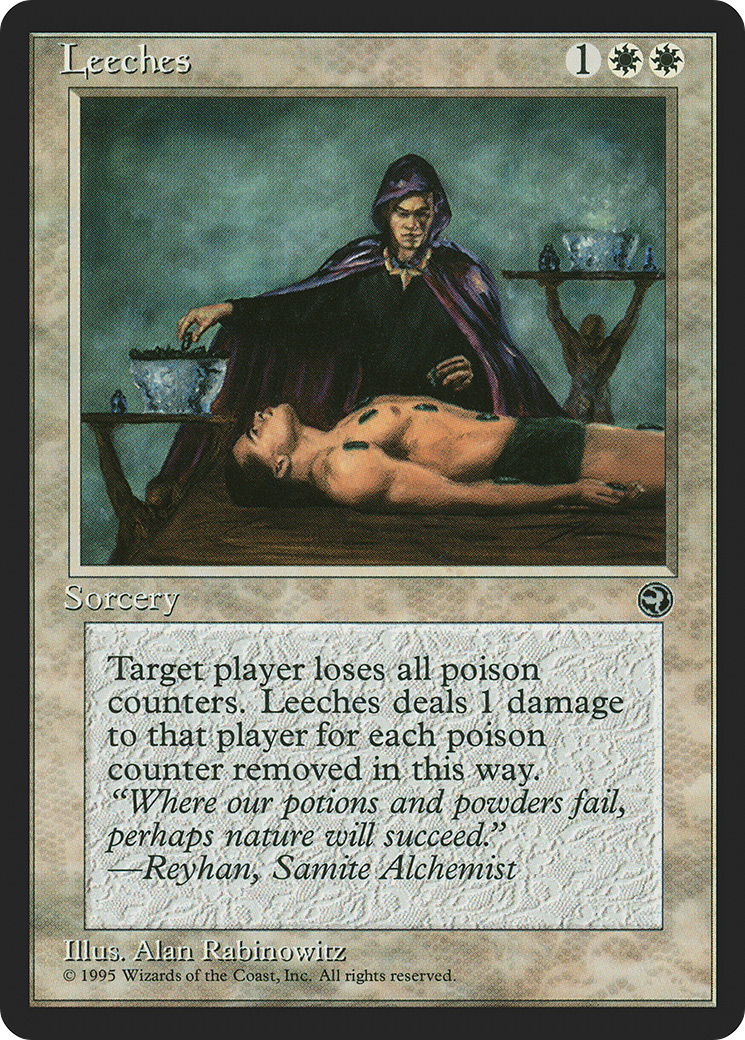 Leeches 1
Sorcery
Target player loses all poison
counters. Leeches deals 1 damage
to that player for each poison
counter removed in this way.
“Where our potions and powders fail,
perhaps nature will succeed.”
—Reyhan, Samite Alchemist
Illus. Alan Rabinowitz
© 1995 Wizards of the Coast, Inc. All rights reserved.